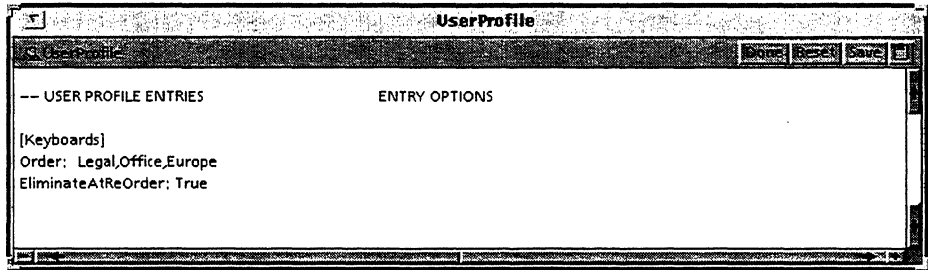 UserProfile
UserProfile
Done Reset Save
-- USER PROFILE ENTRIES ENTRY OPTIONS
[Keyboards]
Order: Legal,Office,Europe
EliminateAtReOrder: True